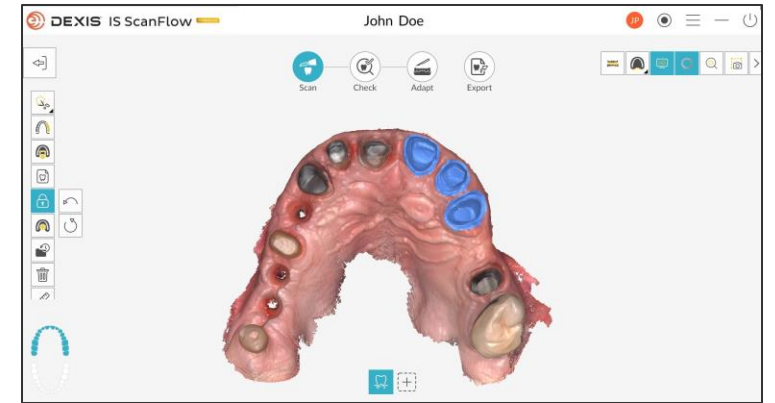 DEXIS IS ScanFlow
John Doe
JP
Scan
Check
Adapt
Export